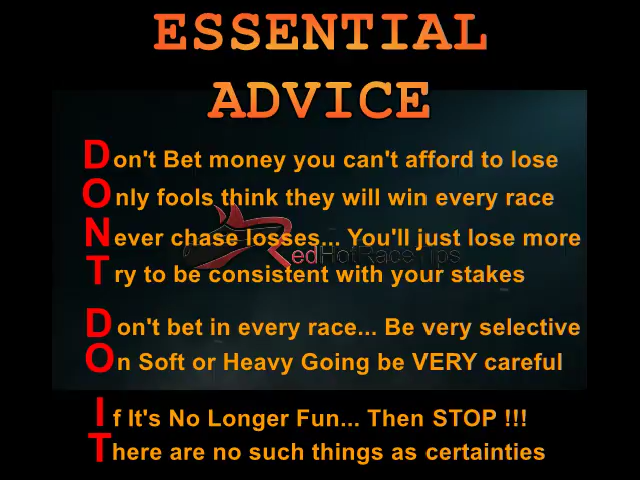 ESSENTIAL
ADVICE
Don't Bet money you can't afford to lose
Only fools think they will win every race
Never chase losses... You'll just lose more
RedHotRaceTips
Try to be consistent with your stakes
Don't bet in every race... Be very selective
On Soft or Heavy Going be VERY careful
If It's No Longer Fun... Then STOP !!!
There are no such things as certainties